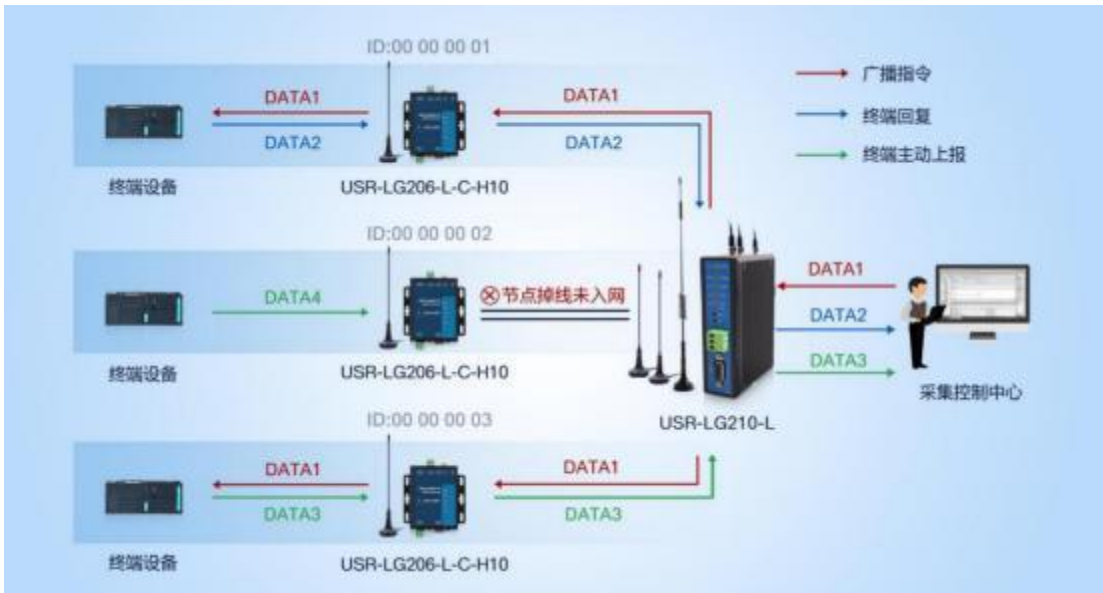 ID:00 00 00 01
广播指令
DATA1
DATA1
终端回复
DATA2
DATA2
终端主动上报
终端设备
USR-LG206-L-C-H10
ID:00 00 00 02
DATA4
节点掉线未入网
DATA1
DATA2
终端设备
USR-LG206-L-C-H10
DATA3
采集控制中心
ID:00 00 00 03
USR-LG210-L
DATA1
DATA1
DATA3
DATA3
终端设备
USR-LG206-L-C-H10